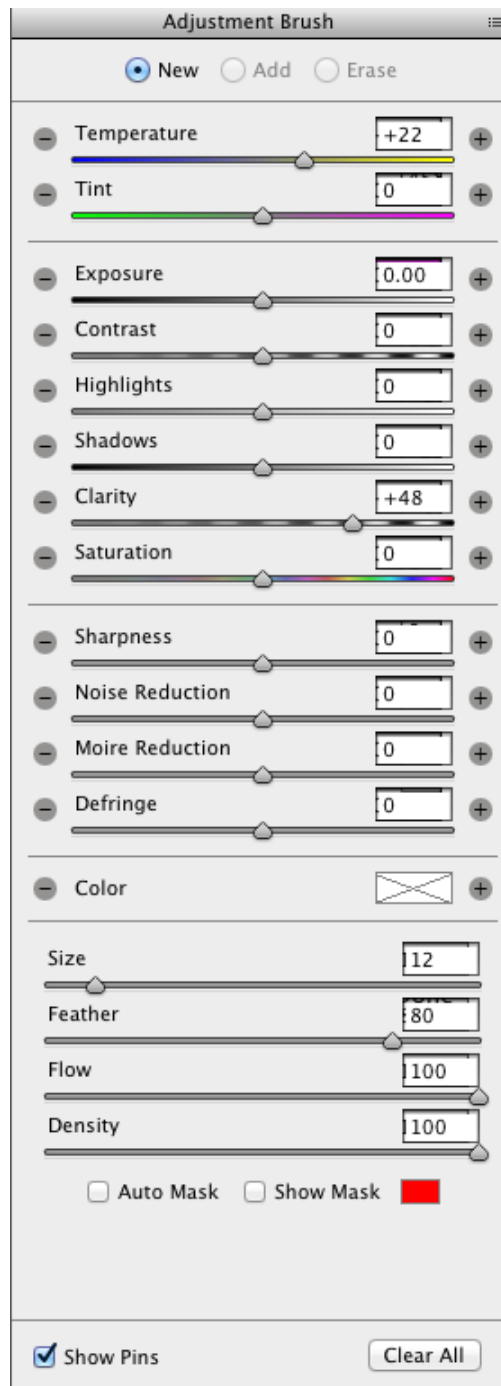 Adjustment Brush
New Add Erase
Temperature +22
Tint 0
Exposure 0.00
Contrast 0
Highlights 0
Shadows 0
Clarity +48
Saturation 0
Sharpness 0
Noise Reduction 0
Moire Reduction 0
Defringe 0
Color
Size 12
Feather 80
Flow 100
Density 100
Auto Mask Show Mask
Show Pins Clear All